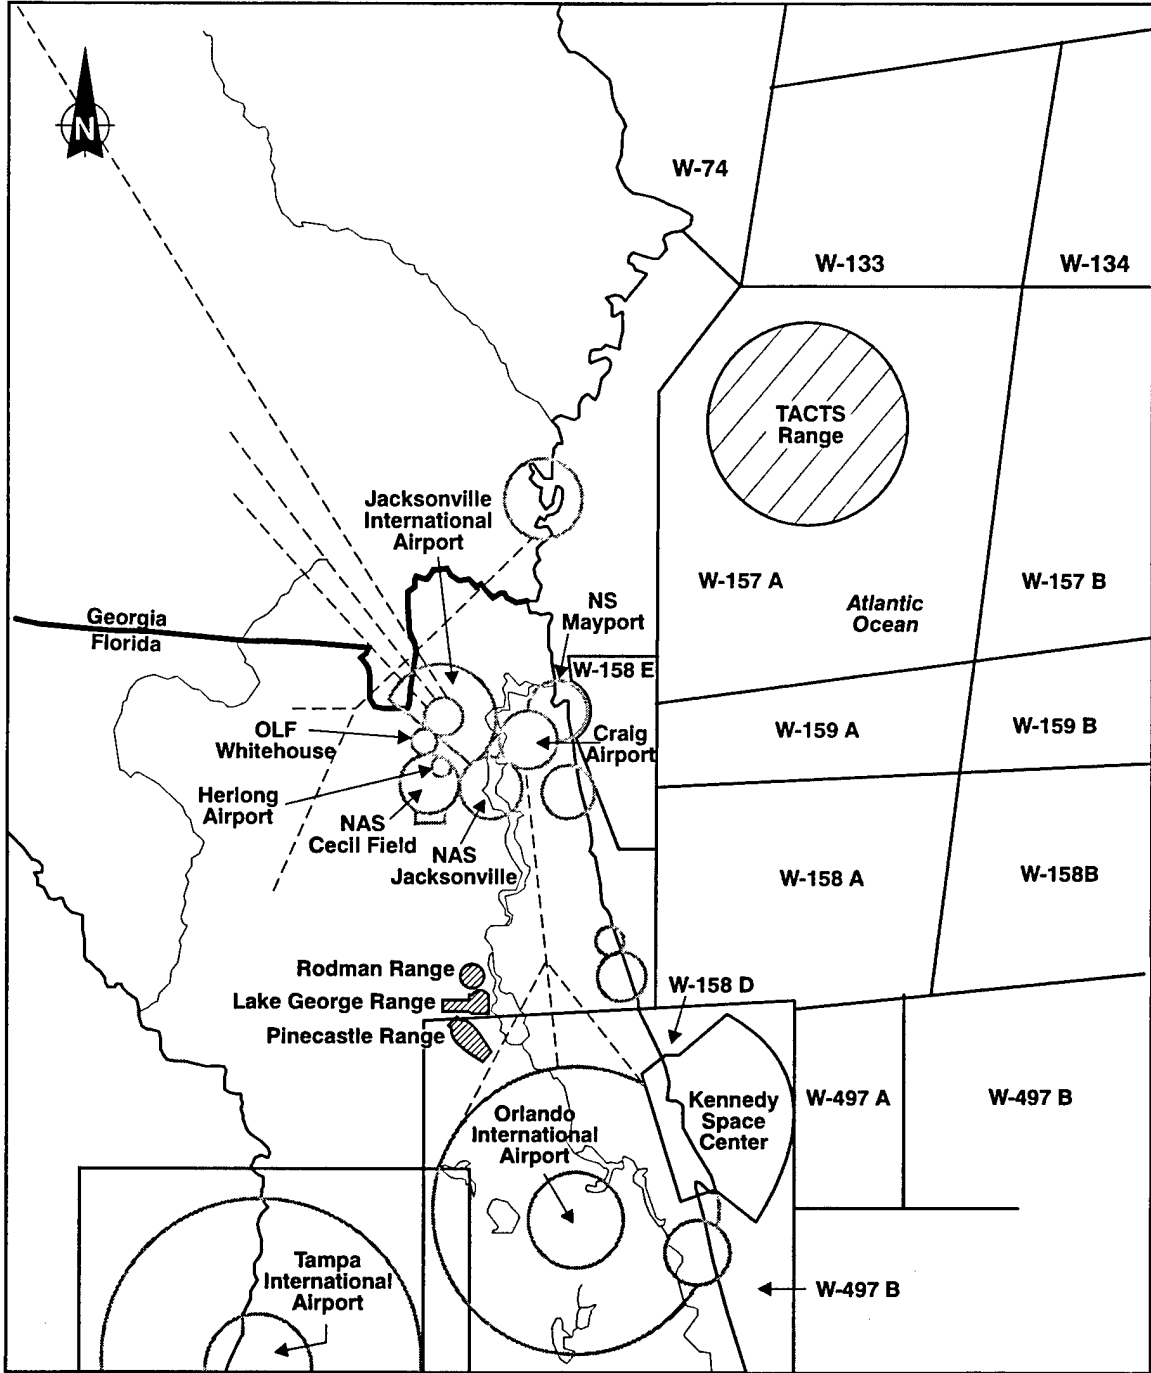 N
W-74
W-133
W-134
TACTS
Range
Jacksonville
International
Airport
W-157 A
W-157 B
Atlantic
Ocean
NS
Mayport
Georgia
Florida
W-158 E
OLF
Whitehouse
Craig
Airport
W-159 A
W-159 B
Herlong
Airport
NAS
Cecil Field
NAS
Jacksonville
W-158 A
W-158B
Rodman Range
Lake George Range
Pinecastle Range
W-158 D
Kennedy
Space
Center
W-497 A
W-497 B
Orlando
International
Airport
Tampa
International
Airport
W-497 B